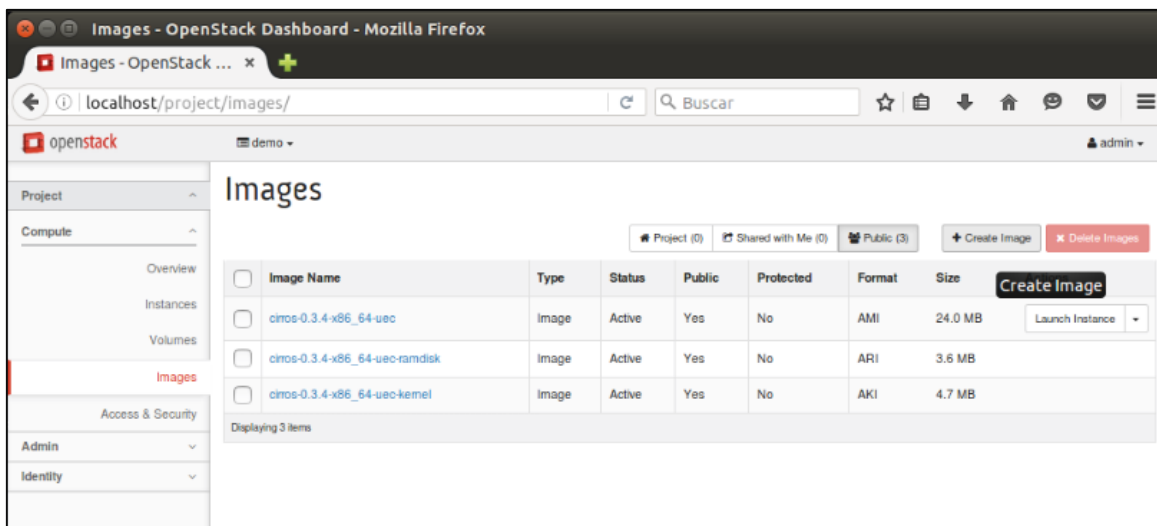 Images - OpenStack Dashboard - Mozilla Firefox
Images - OpenStack ... ×
localhost/project/images/ Buscar
openstack demo admin
Project
Images
Project (0) Shared with Me (0) Public (3) + Create Image × Delete Images
Compute
Overview
Image Name Type Status Public Protected Format Size
Create Image
Instances
cirros-0.3.4-x86_64-uec Image Active Yes No AMI 24.0 MB Launch Instance
Volumes
cirros-0.3.4-x86_64-uec-ramdisk Image Active Yes No ARI 3.6 MB
Images
cirros-0.3.4-x86_64-uec-kernel Image Active Yes No AKI 4.7 MB
Access & Security
Displaying 3 items
Admin
Identity